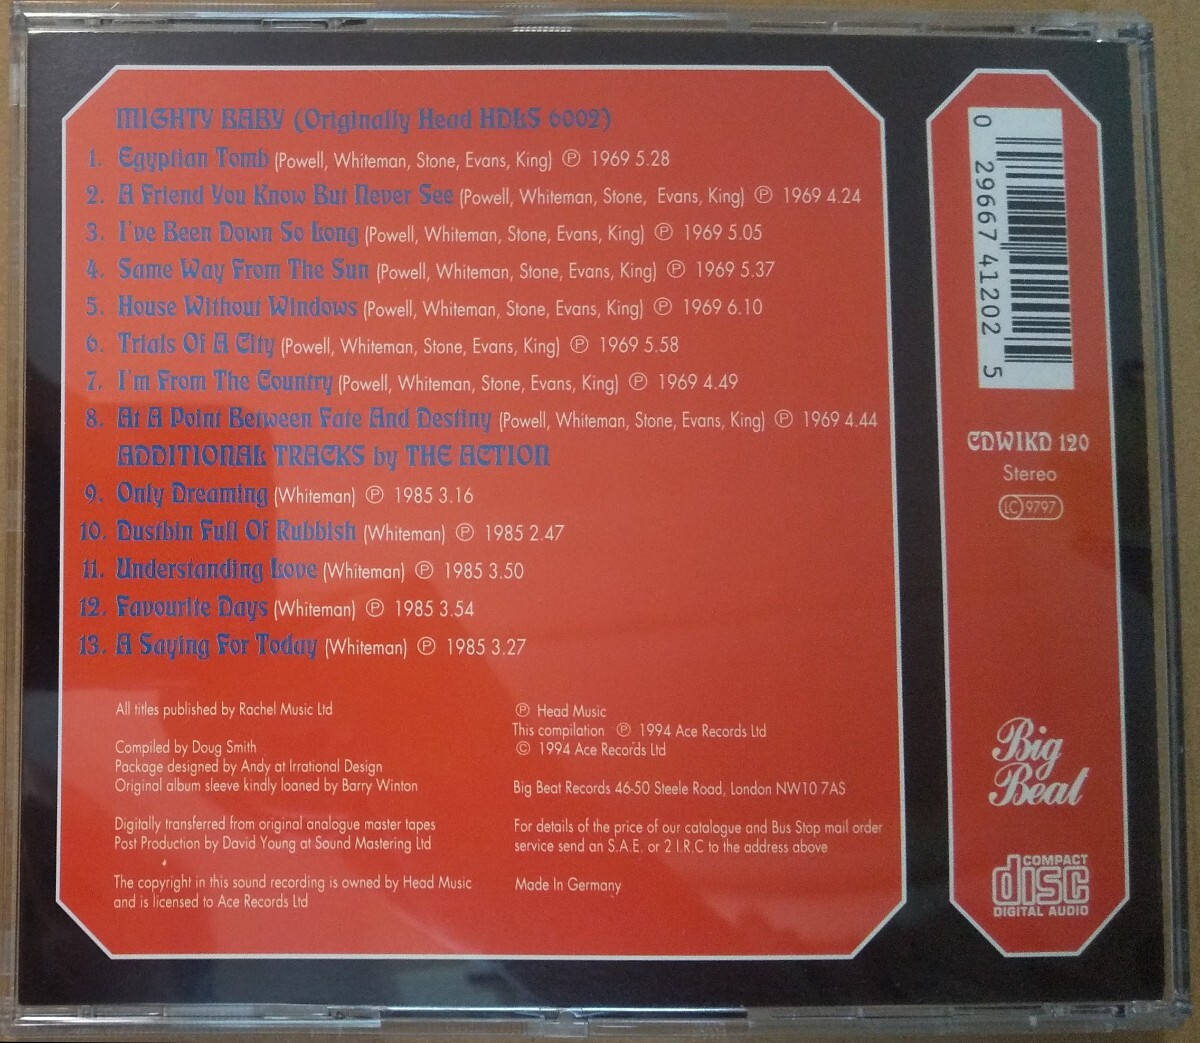 MIGHTY BABY (Originally Head HDLS 6002)
1. Egyptian Tomb (Powell, Whiteman, Stone, Evans, King) ℗ 1969 5.28
2. A Friend You Know But Never See (Powell, Whiteman, Stone, Evans, King) ℗ 1969 4.24
3. I've Been Down So Long (Powell, Whiteman, Stone, Evans, King) ℗ 1969 5.05
4. Same Way From The Sun (Powell, Whiteman, Stone, Evans, King) ℗ 1969 5.37
5. House Without Windows (Powell, Whiteman, Stone, Evans, King) ℗ 1969 6.10
6. Trials Of A City (Powell, Whiteman, Stone, Evans, King) ℗ 1969 5.58
7. I'm From The Country (Powell, Whiteman, Stone, Evans, King) ℗ 1969 4.49
8. At A Point Between Fate And Destiny (Powell, Whiteman, Stone, Evans, King) ℗ 1969 4.44
ADDITIONAL TRACKS by THE ACTION
9. Only Dreaming (Whiteman) ℗ 1985 3.16
10. Dustbin Full Of Rubbish (Whiteman) ℗ 1985 2.47
11. Understanding Love (Whiteman) ℗ 1985 3.50
12. Favourite Days (Whiteman) ℗ 1985 3.54
13. A Saying For Today (Whiteman) ℗ 1985 3.27
All titles published by Rachel Music Ltd
Compiled by Doug Smith
Package designed by Andy at Irrational Design
Original album sleeve kindly loaned by Barry Winton
Digitally transferred from original analogue master tapes
Post Production by David Young at Sound Mastering Ltd
The copyright in this sound recording is owned by Head Music
and is licensed to Ace Records Ltd
℗ Head Music
This compilation ℗ 1994 Ace Records Ltd
© 1994 Ace Records Ltd
Big Beat Records 46-50 Steele Road, London NW10 7AS
For details of the price of our catalogue and Bus Stop mail order
service send an S.A.E. or 2 I.R.C to the address above
Made In Germany
0 29667 41202 5
CDWIKD 120
Stereo
LC 9797
Big
Beat
COMPACT
disc
DIGITAL AUDIO